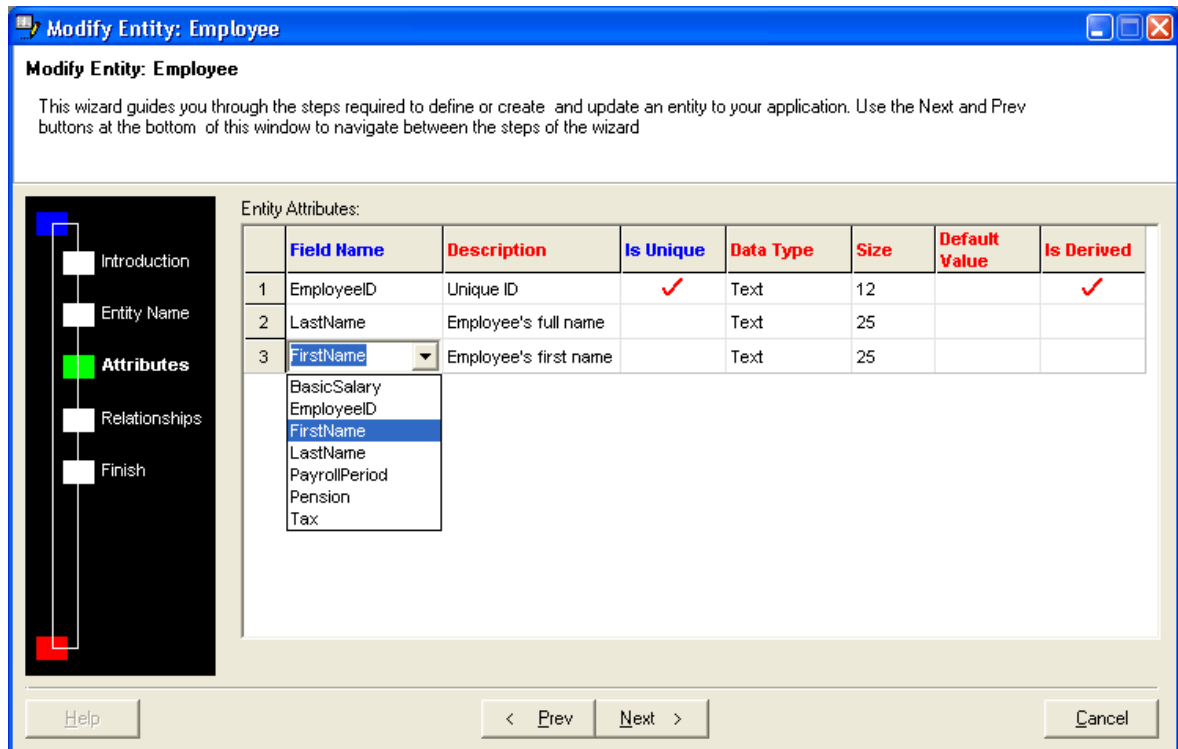 Modify Entity: Employee
Modify Entity: Employee
This wizard guides you through the steps required to define or create and update an entity to your application. Use the Next and Prev
buttons at the bottom of this window to navigate between the steps of the wizard
Introduction
Entity Name
Attributes
Relationships
Finish
Entity Attributes:
Field Name Description Is Unique Data Type Size Default Value Is Derived
1 EmployeeID Unique ID ✓ Text 12 ✓
2 LastName Employee's full name Text 25
3 FirstName Employee's first name Text 25
BasicSalary
EmployeeID
FirstName
LastName
PayrollPeriod
Pension
Tax
Help < Prev Next > Cancel